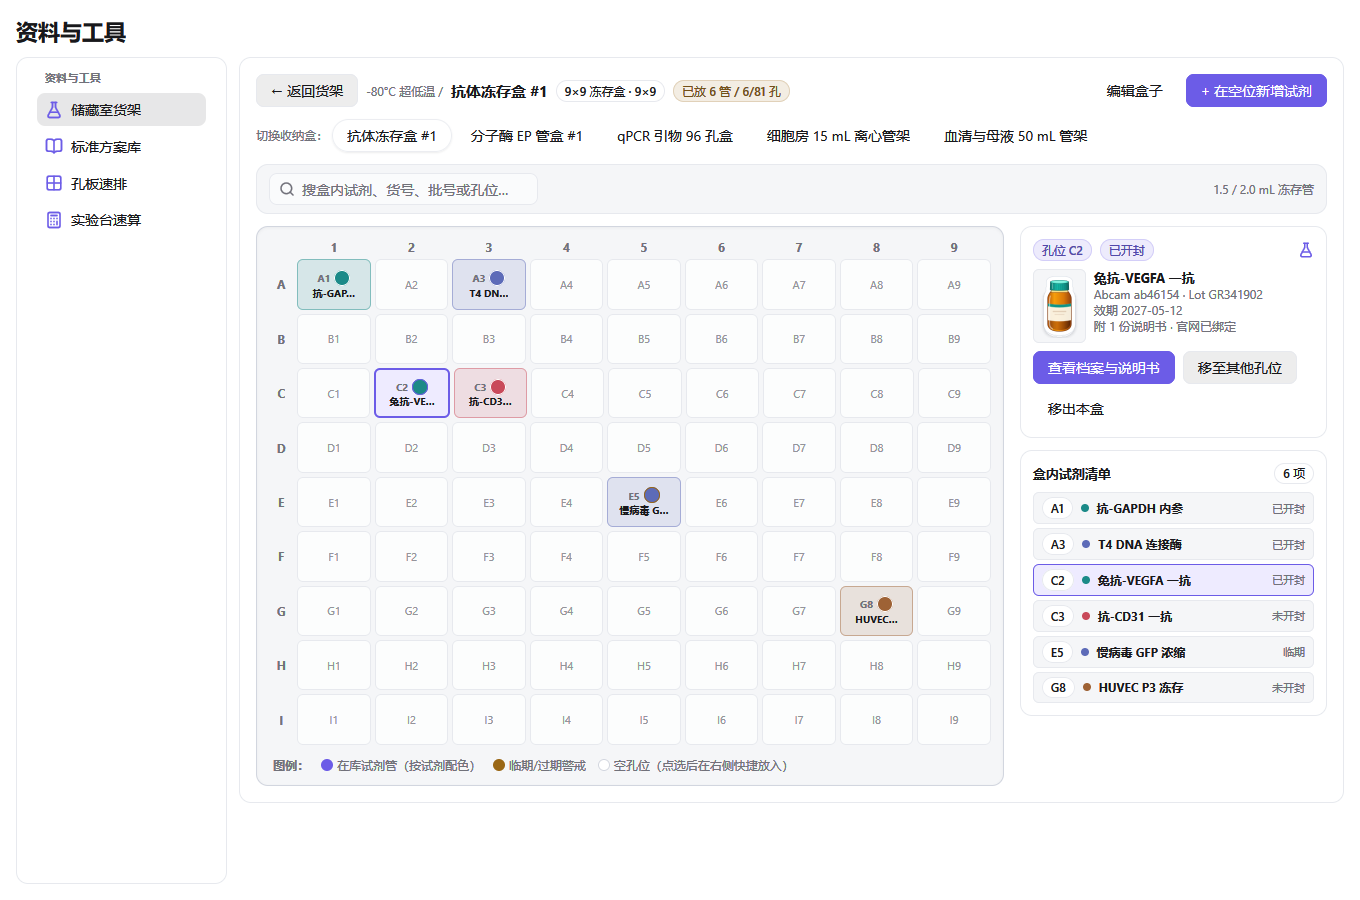 资料与工具
资料与工具
储藏室货架
标准方案库
孔板速排
实验台速算
← 返回货架 -80°C 超低温 / 抗体冻存盒 #1 9×9 冻存盒 · 9×9 已放 6 管 / 6/81 孔 编辑盒子 + 在空位新增试剂
切换收纳盒: 抗体冻存盒 #1 分子酶 EP 管盒 #1 qPCR 引物 96 孔盒 细胞房 15 mL 离心管架 血清与母液 50 mL 管架
搜盒内试剂、货号、批号或孔位... 1.5 / 2.0 mL 冻存管
1 2 3 4 5 6 7 8 9
A A1 抗-GAP... A2 A3 T4 DN... A4 A5 A6 A7 A8 A9
B B1 B2 B3 B4 B5 B6 B7 B8 B9
C C1 C2 兔抗-VE... C3 抗-CD3... C4 C5 C6 C7 C8 C9
D D1 D2 D3 D4 D5 D6 D7 D8 D9
E E1 E2 E3 E4 E5 慢病毒 G... E6 E7 E8 E9
F F1 F2 F3 F4 F5 F6 F7 F8 F9
G G1 G2 G3 G4 G5 G6 G7 G8 HUVEC... G9
H H1 H2 H3 H4 H5 H6 H7 H8 H9
I I1 I2 I3 I4 I5 I6 I7 I8 I9
图例: 在库试剂管（按试剂配色） 临期/过期警戒 空孔位（点选后在右侧快捷放入）
孔位 C2 已开封
兔抗-VEGFA 一抗
Abcam ab46154 · Lot GR341902
效期 2027-05-12
附 1 份说明书 · 官网已绑定
查看档案与说明书 移至其他孔位
移出本盒
盒内试剂清单 6 项
A1 抗-GAPDH 内参 已开封
A3 T4 DNA 连接酶 已开封
C2 兔抗-VEGFA 一抗 已开封
C3 抗-CD31 一抗 未开封
E5 慢病毒 GFP 浓缩 临期
G8 HUVEC P3 冻存 未开封